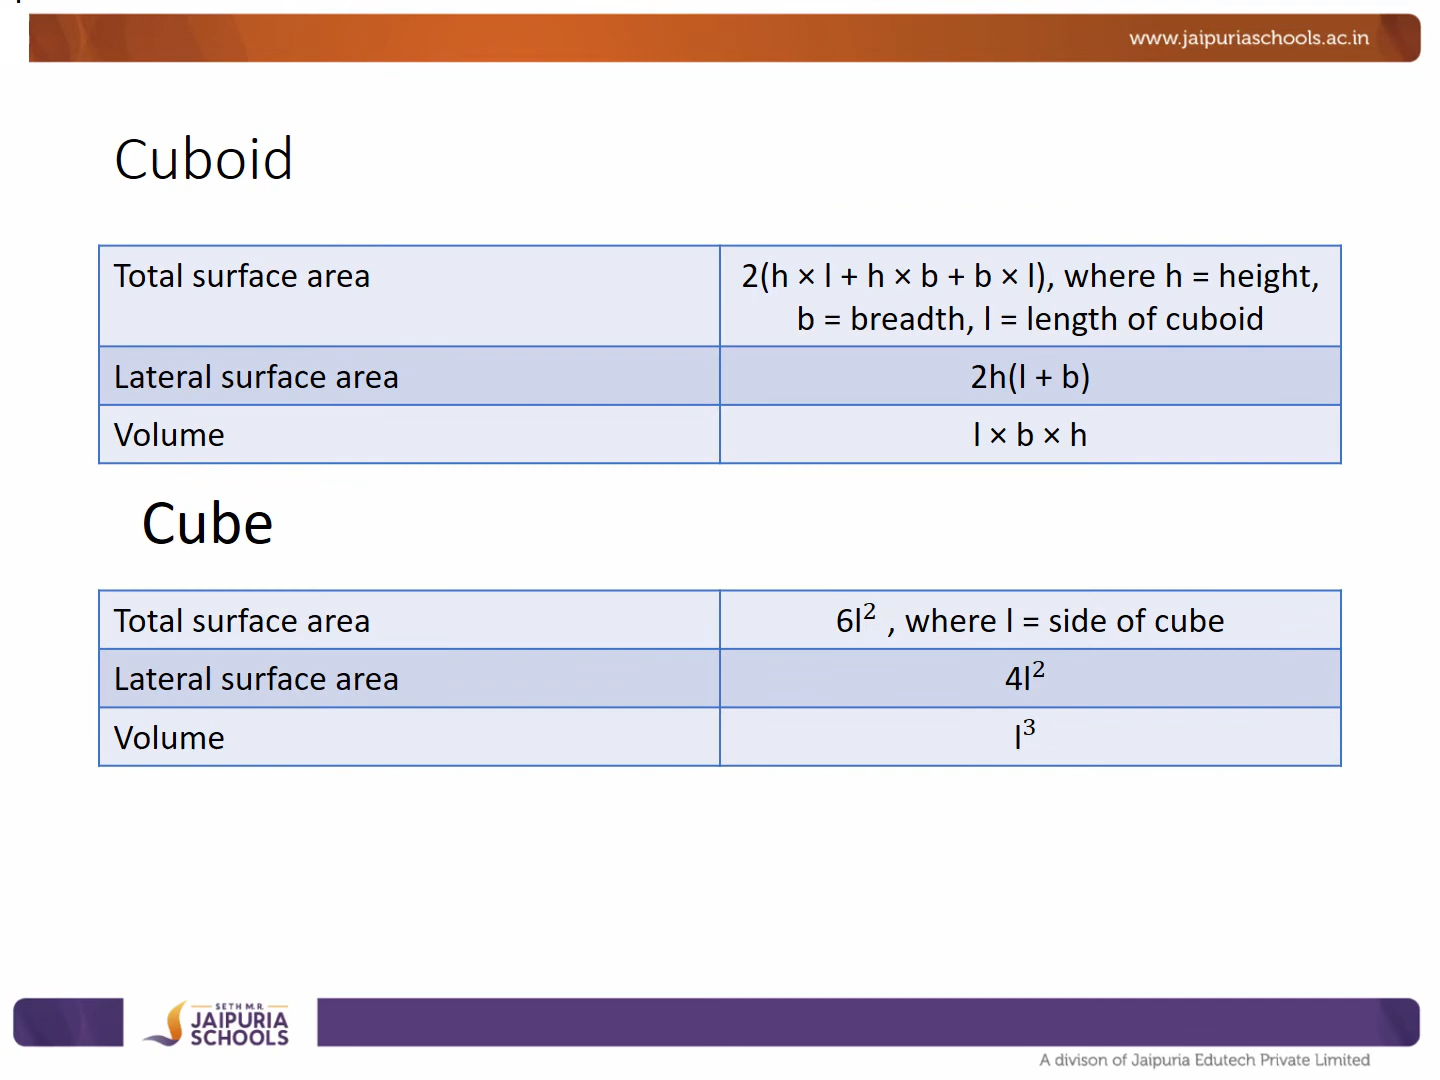 www.jaipuriaschools.ac.in
Cuboid
Total surface area
2(h × l + h × b + b × l), where h = height,
b = breadth, l = length of cuboid
Lateral surface area
2h(l + b)
Volume
l × b × h
Cube
Total surface area
6l² , where l = side of cube
Lateral surface area
4l²
Volume
l³
SETH M.R.
JAIPURIA
SCHOOLS
A divison of Jaipuria Edutech Private Limited